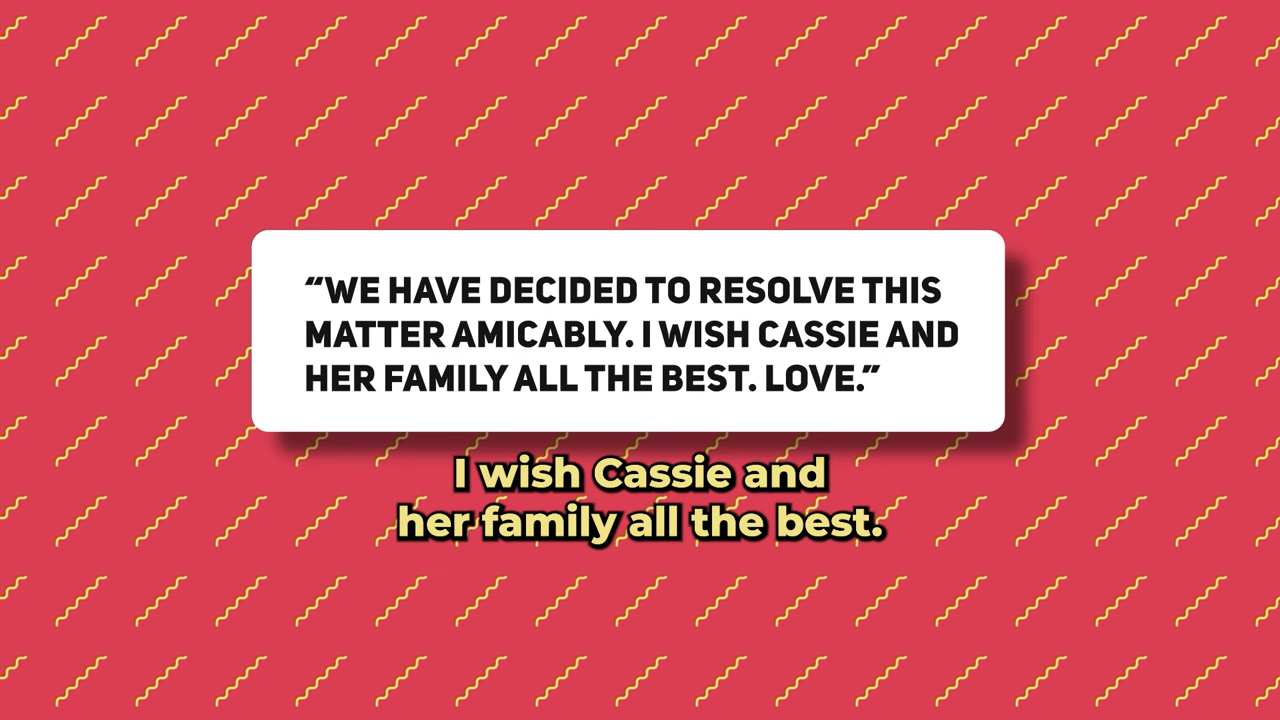 “WE HAVE DECIDED TO RESOLVE THIS
MATTER AMICABLY. I WISH CASSIE AND
HER FAMILY ALL THE BEST. LOVE.”
I wish Cassie and
her family all the best.